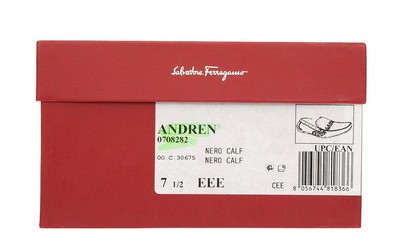 Salvatore Ferragamo
ANDREN
0708282
OO C 30675 NERO CALF
NERO CALF
7 1/2 EEE
CEE
UPC/EAN
8 056744 818366